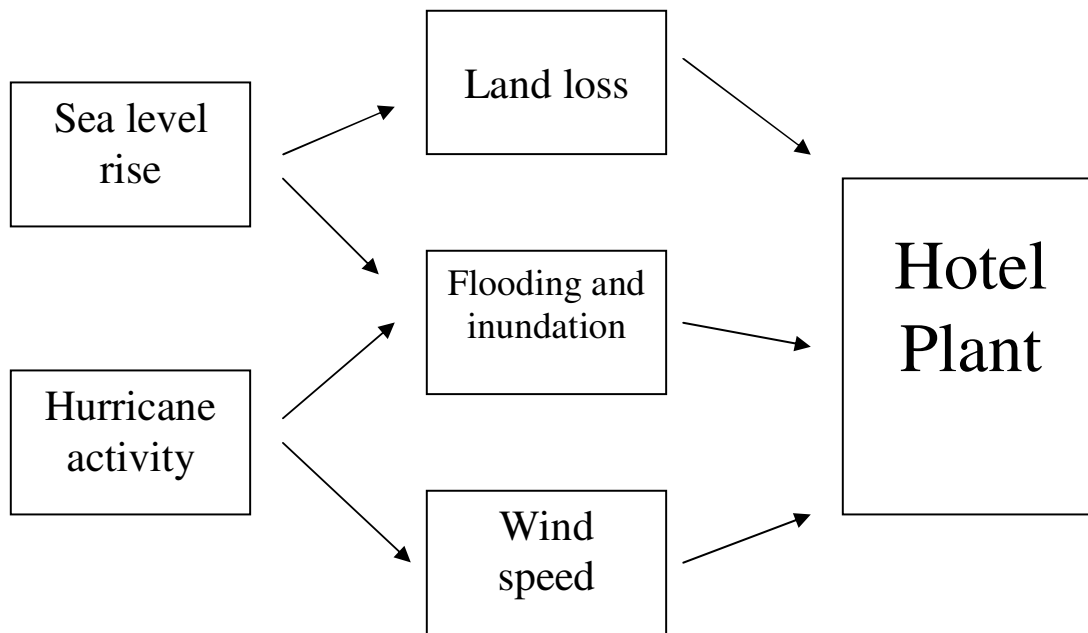 Sea level
rise
Hurricane
activity
Land loss
Flooding and
inundation
Wind
speed
Hotel
Plant